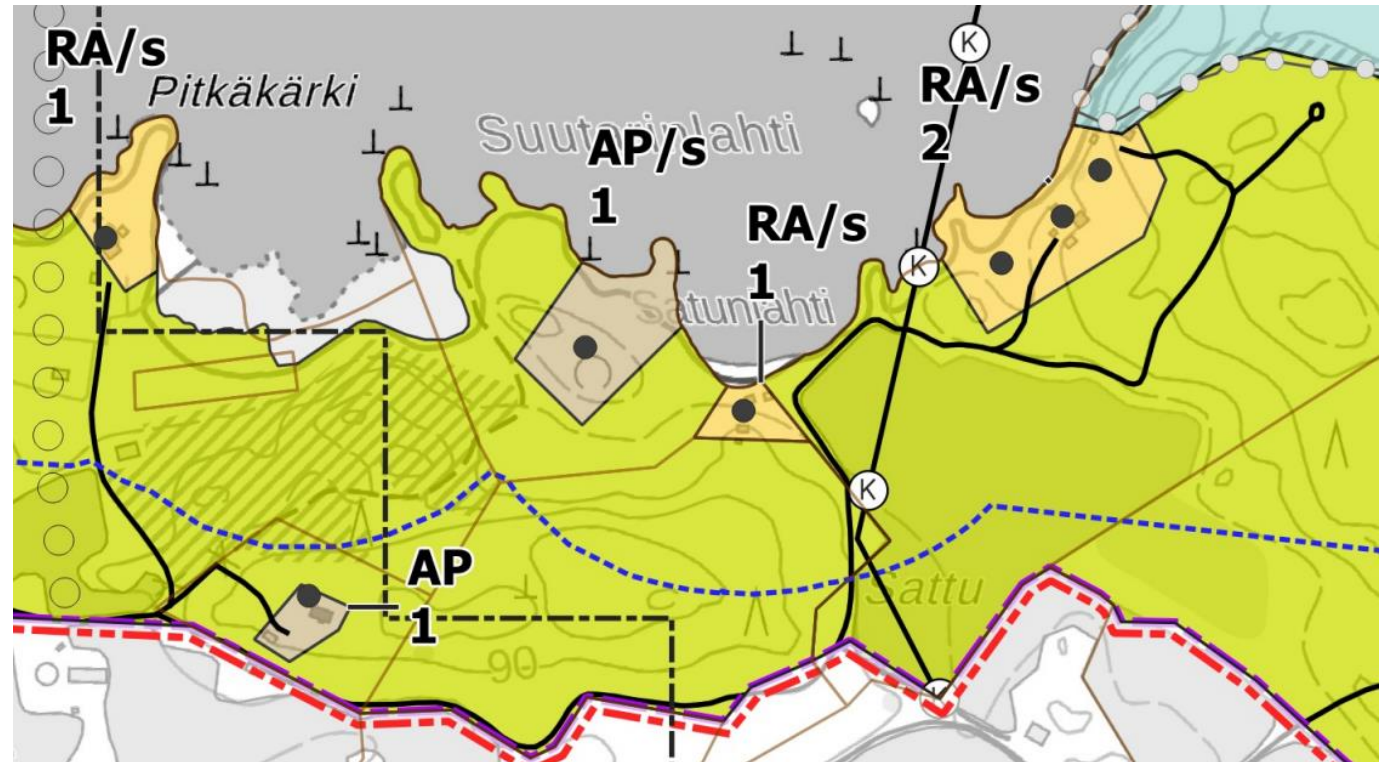 RA/s
1
Pitkäkärki
K
RA/s
2
Suutarinlahti
AP/s
1
RA/s
1
K
Satunlahti
K
AP
1
Sattu
90
K